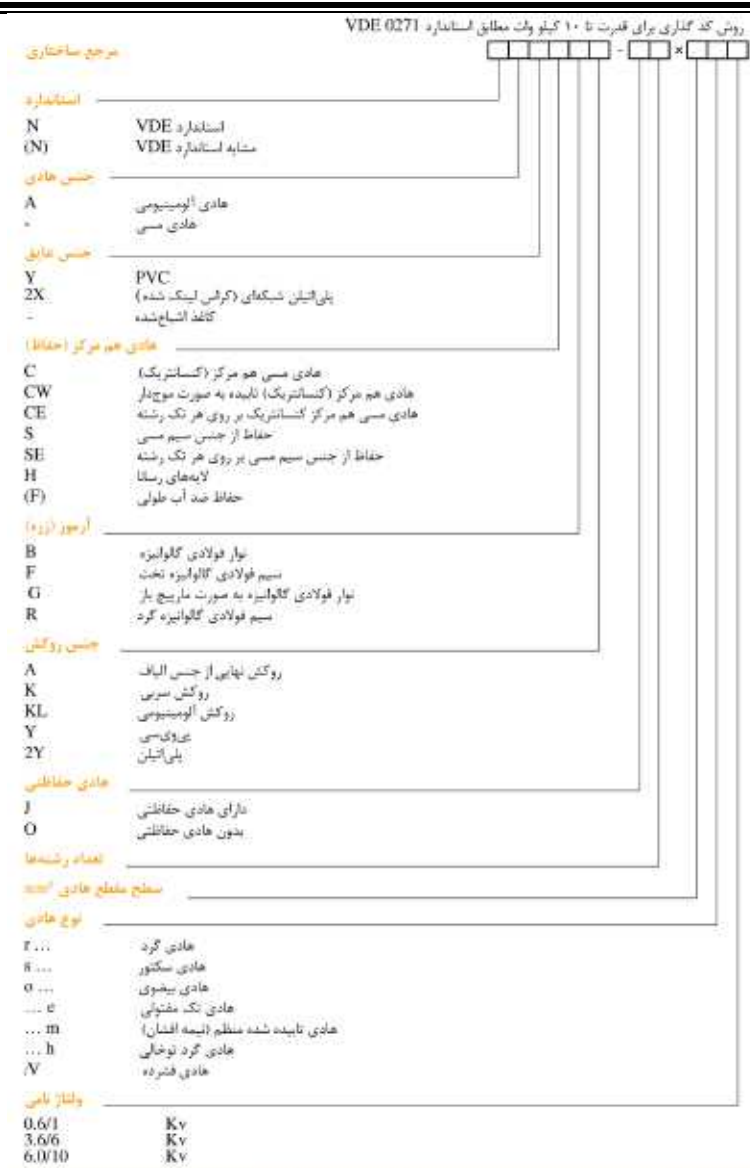 روش کد گذاری برای قدرت تا ۱۰ کیلو وات مطابق استاندارد VDE 0271
مرجع ساختاری
- ×
استاندارد
N استاندارد VDE
(N) مشابه استاندارد VDE
جنس هادی
A هادی آلومینیومی
- هادی مسی
جنس عایق
Y PVC
2X پلی‌اتیلن شبکه‌ای (کراس لینک شده)
- کاغذ اشباع‌شده
هادی هم مرکز (حفاظ)
C هادی مسی هم مرکز (کنسانتریک)
CW هادی هم مرکز (کنسانتریک) تابیده به صورت موج‌دار
CE هادی مسی هم مرکز کنسانتریک بر روی هر تک رشته
S حفاظ از جنس سیم مسی
SE حفاظ از جنس سیم مسی بر روی هر تک رشته
H لایه‌های رسانا
(F) حفاظ ضد آب طولی
آرمور (زره)
B نوار فولادی گالوانیزه
F سیم فولادی گالوانیزه تخت
G نوار فولادی گالوانیزه به صورت مارپیچ باز
R سیم فولادی گالوانیزه گرد
جنس روکش
A روکش نهایی از جنس الیاف
K روکش سربی
KL روکش آلومینیومی
Y پی‌وی‌سی
2Y پلی‌اتیلن
هادی حفاظتی
J دارای هادی حفاظتی
O بدون هادی حفاظتی
تعداد رشته‌ها
سطح مقطع هادی mm²
نوع هادی
r ... هادی گرد
s ... هادی سکتور
o ... هادی بیضوی
... e هادی تک مفتولی
... m هادی تابیده شده منظم (نیمه افشان)
... h هادی گرد توخالی
/V هادی فشرده
ولتاژ نامی
0.6/1 Kv
3.6/6 Kv
6.0/10 Kv